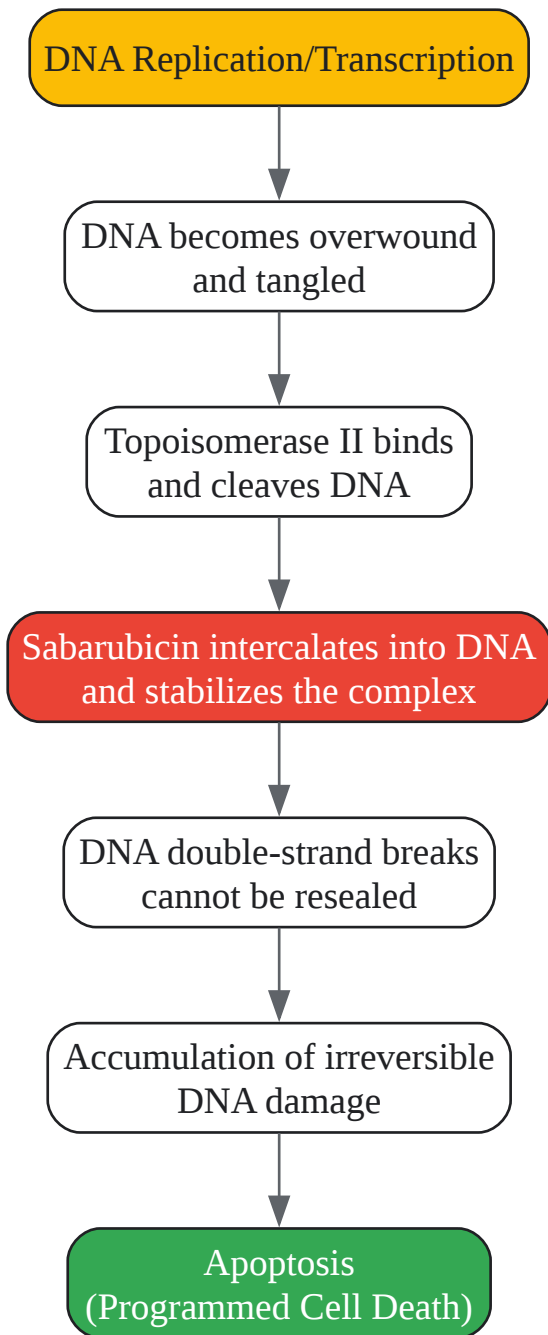 DNA Replication/Transcription
DNA becomes overwound
and tangled
Topoisomerase II binds
and cleaves DNA
Sabarubicin intercalates into DNA
and stabilizes the complex
DNA double-strand breaks
cannot be resealed
Accumulation of irreversible
DNA damage
Apoptosis
(Programmed Cell Death)